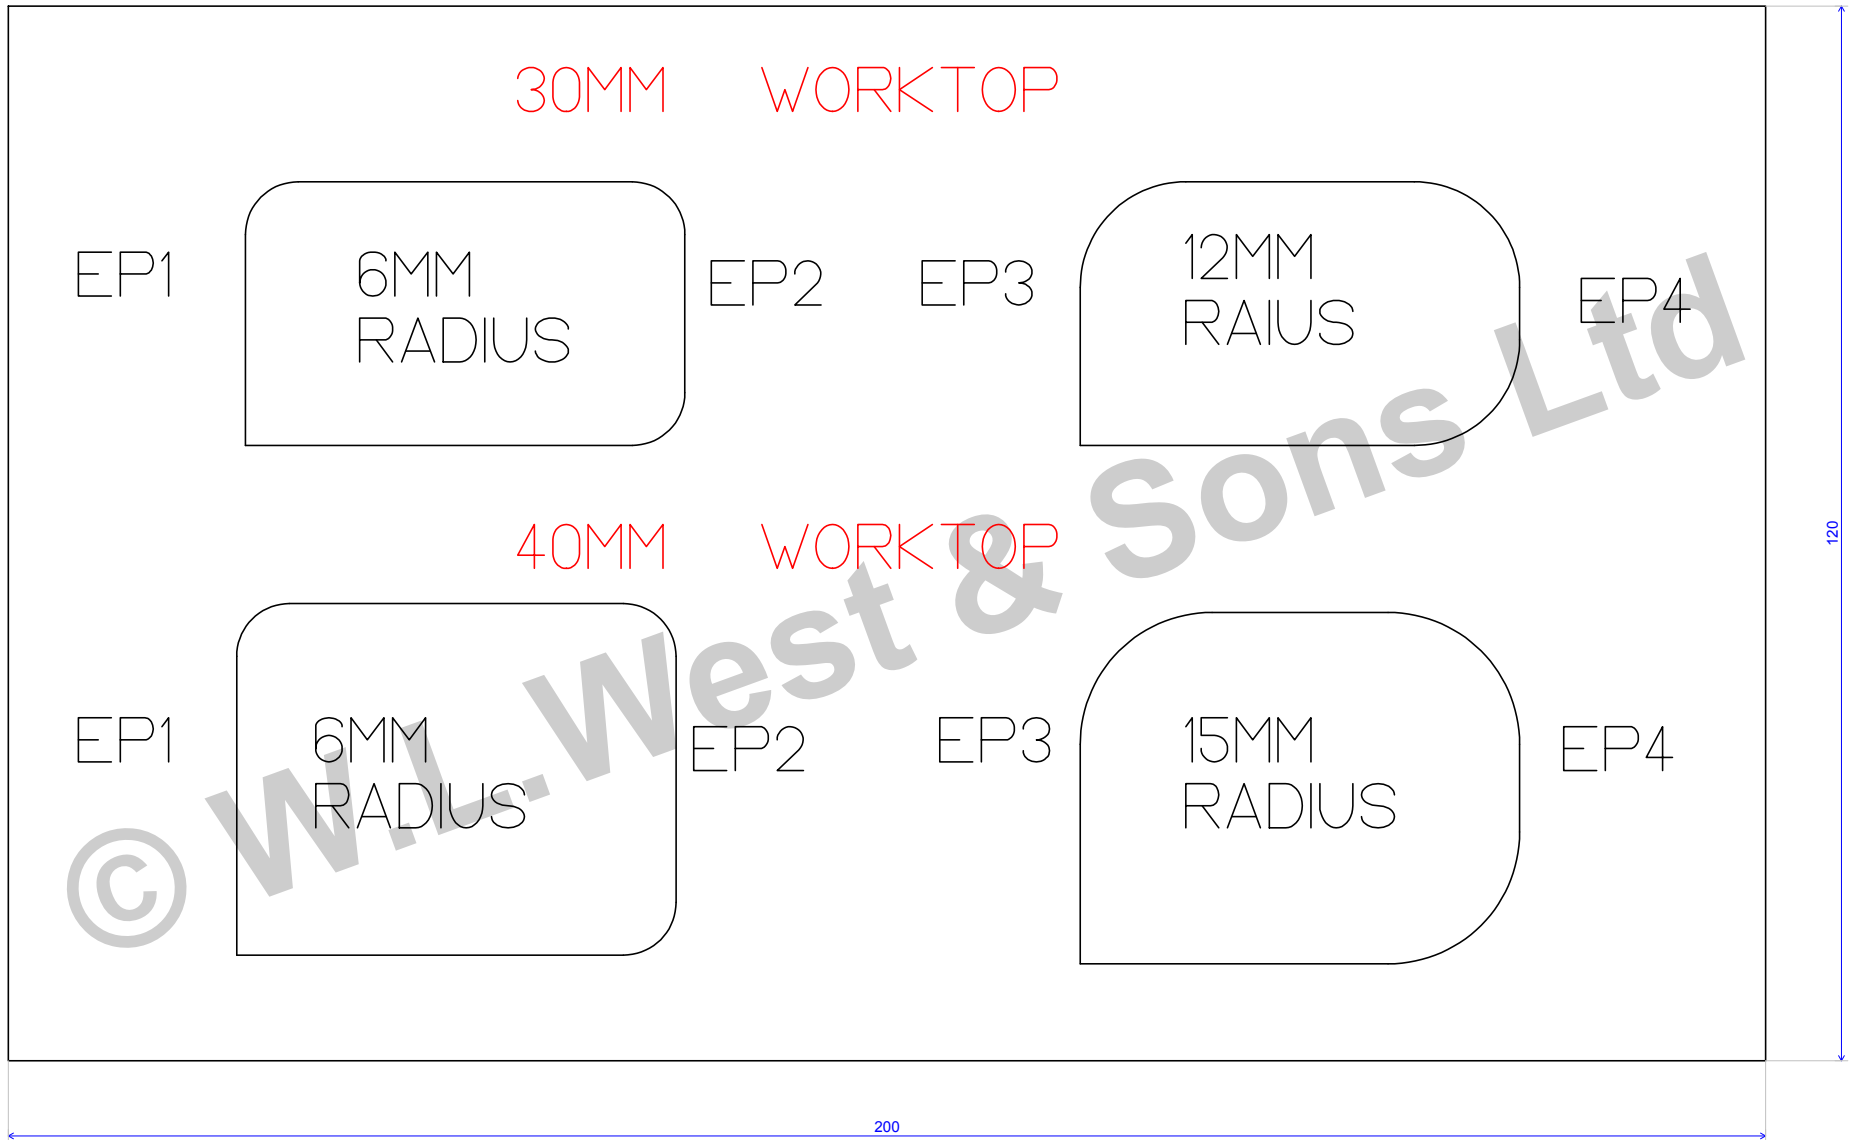 30MM WORKTOP
EP1
6MM
RADIUS
EP2
EP3
12MM
RAIUS
EP4
40MM WORKTOP
EP1
6MM
RADIUS
EP2
EP3
15MM
RADIUS
EP4
© W.L.West & Sons Ltd
120
200